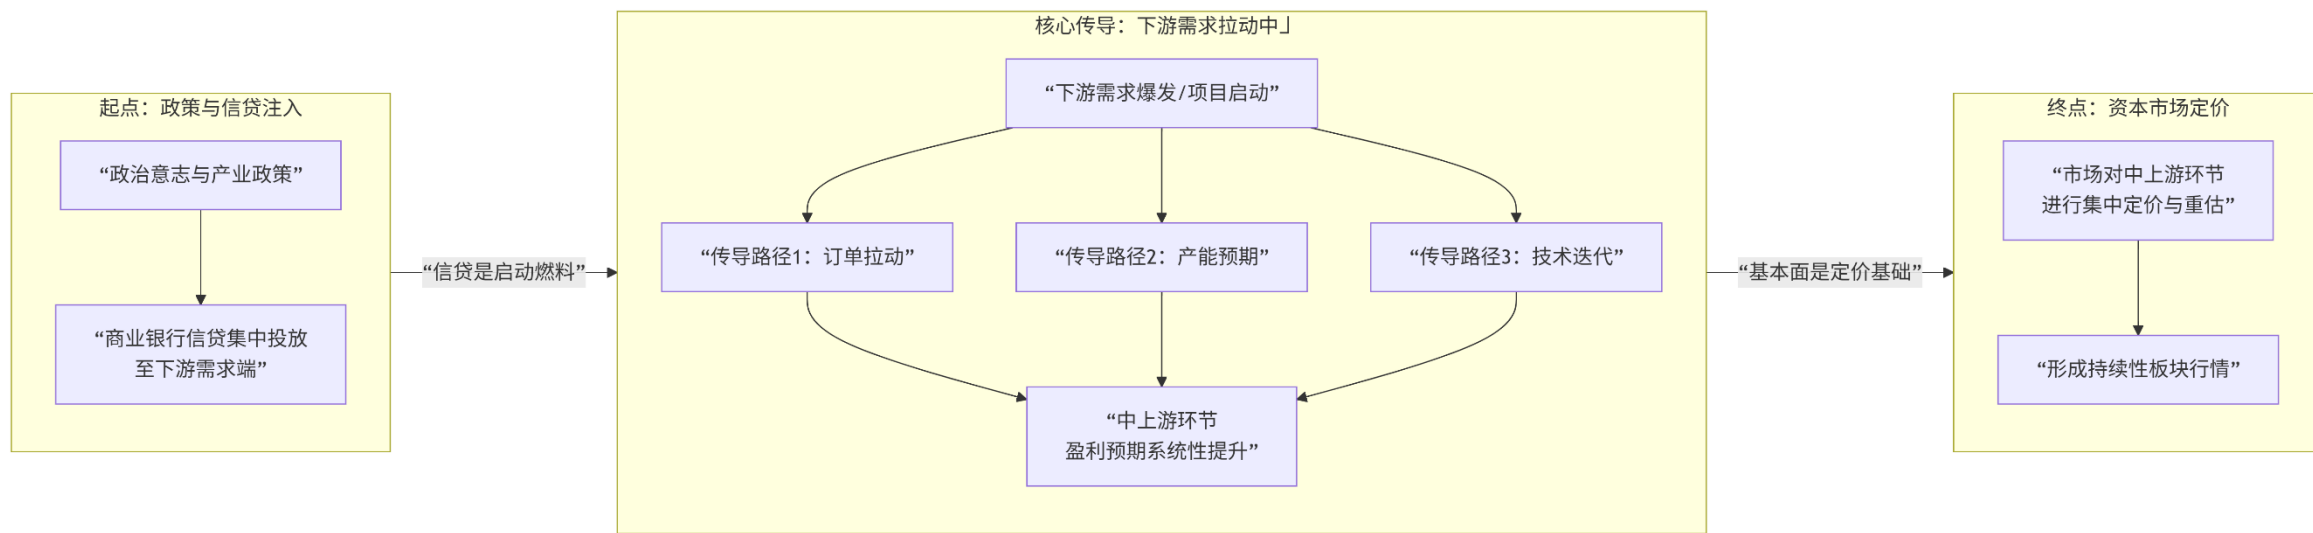 起点：政策与信贷注入
“政治意志与产业政策”
“商业银行信贷集中投放
至下游需求端”
“信贷是启动燃料”
核心传导：下游需求拉动中
“下游需求爆发/项目启动”
“传导路径1：订单拉动”
“传导路径2：产能预期”
“传导路径3：技术迭代”
“中上游环节
盈利预期系统性提升”
“基本面是定价基础”
终点：资本市场定价
“市场对中上游环节
进行集中定价与重估”
“形成持续性板块行情”